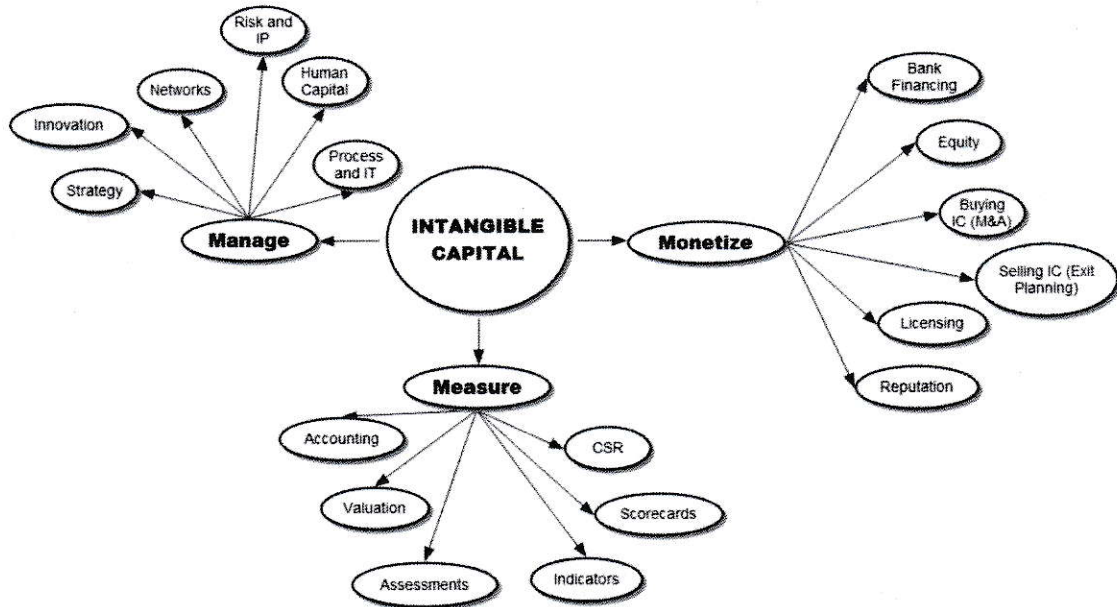 Risk and
IP
Human
Capital
Networks
Innovation
Process
and IT
Strategy
Manage
INTANGIBLE
CAPITAL
Monetize
Bank
Financing
Equity
Buying
IC (M&A)
Selling IC (Exit
Planning)
Licensing
Reputation
Measure
Accounting
CSR
Valuation
Scorecards
Assessments
Indicators